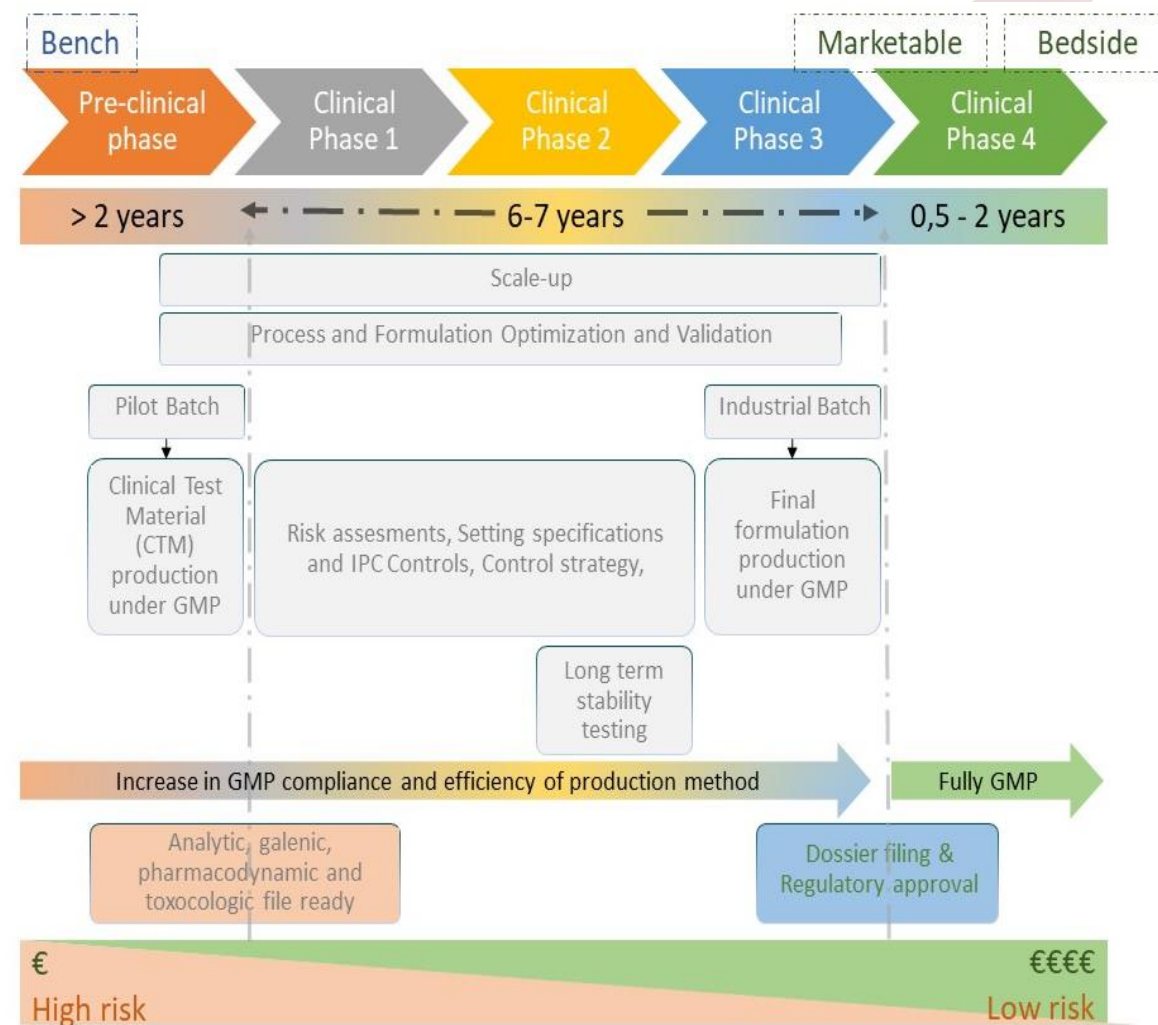 Bench
Marketable
Bedside
Pre-clinical
phase
Clinical
Phase 1
Clinical
Phase 2
Clinical
Phase 3
Clinical
Phase 4
> 2 years
6-7 years
0,5 - 2 years
Scale-up
Process and Formulation Optimization and Validation
Pilot Batch
Industrial Batch
Clinical Test
Material
(CTM)
production
under GMP
Risk assesments, Setting specifications
and IPC Controls, Control strategy,
Final
formulation
production
under GMP
Long term
stability
testing
Increase in GMP compliance and efficiency of production method
Fully GMP
Analytic, galenic,
pharmacodynamic and
toxocologic file ready
Dossier filing &
Regulatory approval
€
€€€€
High risk
Low risk